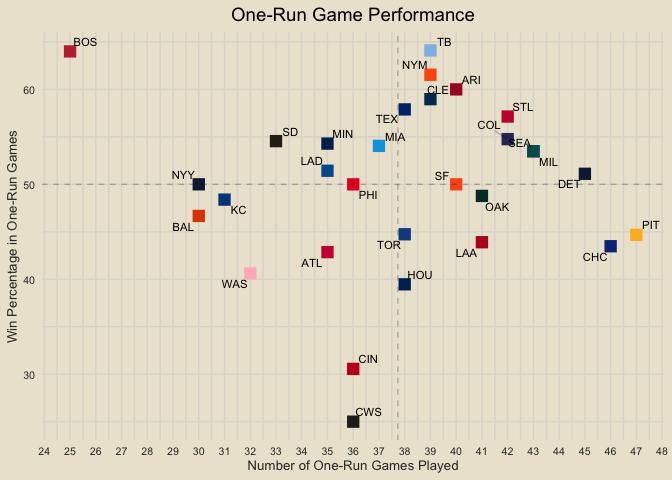 One-Run Game Performance
BOS
TB
NYM
ARI
CLE
TEX
STL
COL
SEA
MIL
SD
MIN
MIA
LAD
NYY
PHI
SF
DET
KC
OAK
BAL
TOR
LAA
PIT
CHC
ATL
WAS
HOU
CIN
CWS
60
50
40
30
Win Percentage in One-Run Games
24 25 26 27 28 29 30 31 32 33 34 35 36 37 38 39 40 41 42 43 44 45 46 47 48
Number of One-Run Games Played